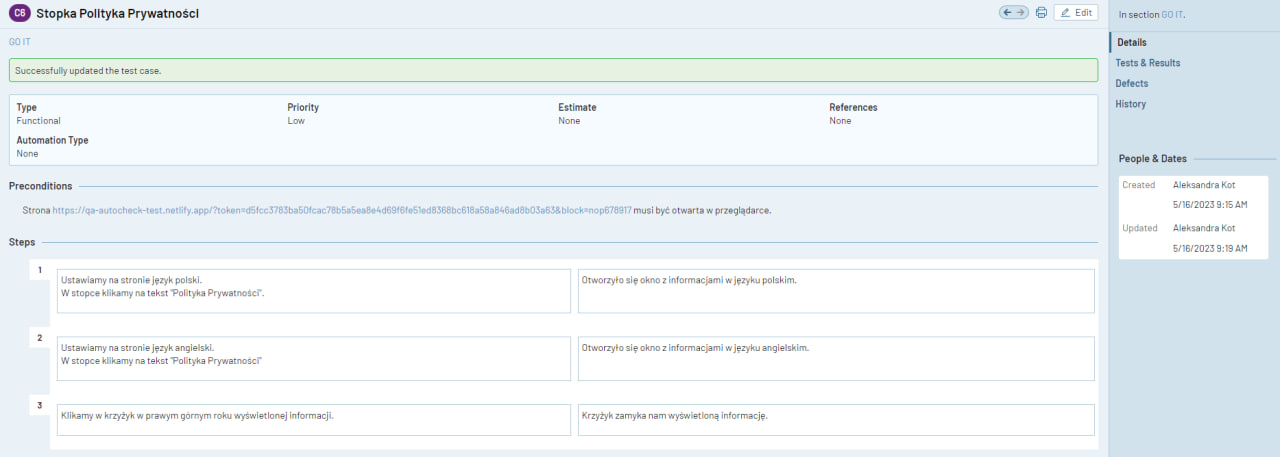 C6 Stopka Polityka Prywatności
Edit
GO IT
Successfully updated the test case.
Type Priority Estimate References
Functional Low None None
Automation Type
None
Preconditions
Strona https://qa-autocheck-test.netlify.app/?token=d5fcc3783ba50fcac78b5a5ea8e4d69f6fe51ed8368bc618a58a846ad8b03a63&block=nop678917 musi być otwarta w przeglądarce.
Steps
1
Ustawiamy na stronie język polski.
W stopce klikamy na tekst "Polityka Prywatności".
Otworzyło się okno z informacjami w języku polskim.
2
Ustawiamy na stronie język angielski.
W stopce klikamy na tekst "Polityka Prywatności"
Otworzyło się okno z informacjami w języku angielskim.
3
Klikamy w krzyżyk w prawym górnym roku wyświetlonej informacji.
Krzyżyk zamyka nam wyświetloną informację.
In section GO IT.
Details
Tests & Results
Defects
History
People & Dates
Created Aleksandra Kot
5/16/2023 9:15 AM
Updated Aleksandra Kot
5/16/2023 9:19 AM